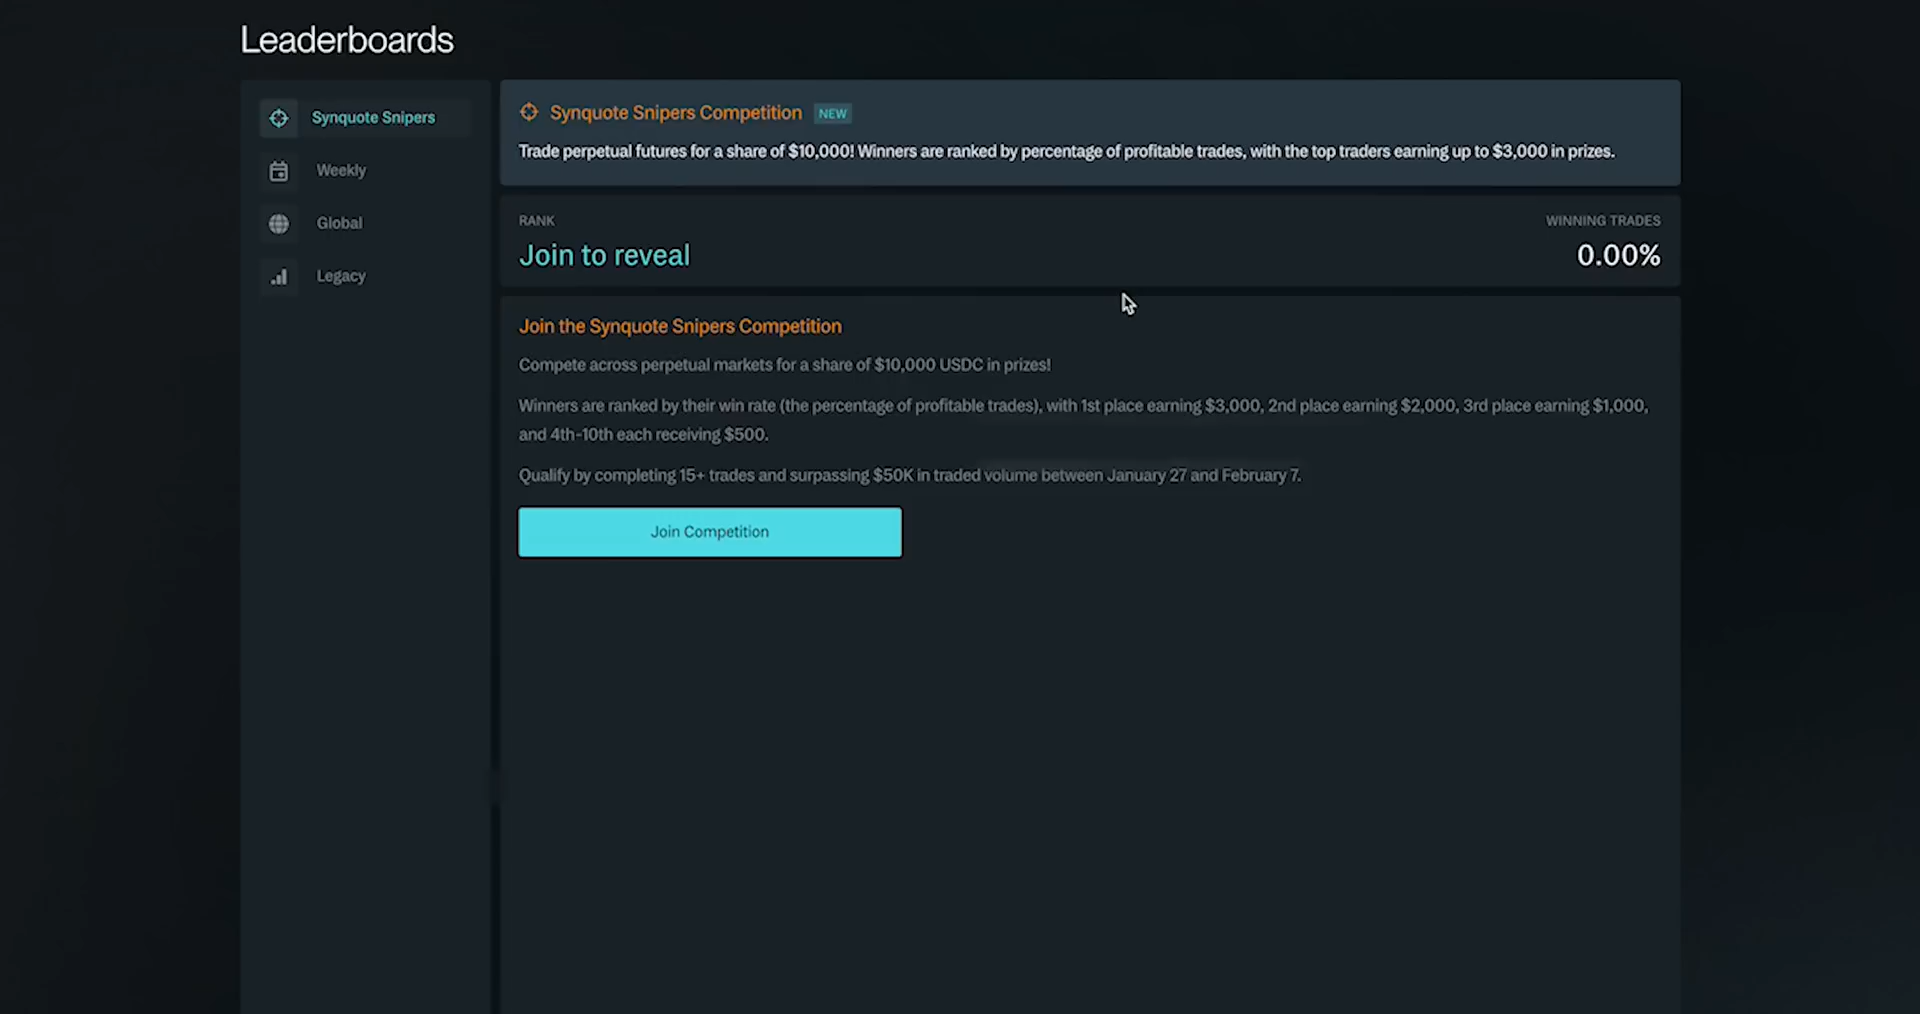 Leaderboards
Synquote Snipers
Weekly
Global
Legacy
Synquote Snipers Competition NEW
Trade perpetual futures for a share of $10,000! Winners are ranked by percentage of profitable trades, with the top traders earning up to $3,000 in prizes.
RANK
Join to reveal
WINNING TRADES
0.00%
Join the Synquote Snipers Competition
Compete across perpetual markets for a share of $10,000 USDC in prizes!
Winners are ranked by their win rate (the percentage of profitable trades), with 1st place earning $3,000, 2nd place earning $2,000, 3rd place earning $1,000,
and 4th-10th each receiving $500.
Qualify by completing 15+ trades and surpassing $50K in traded volume between January 27 and February 7.
Join Competition